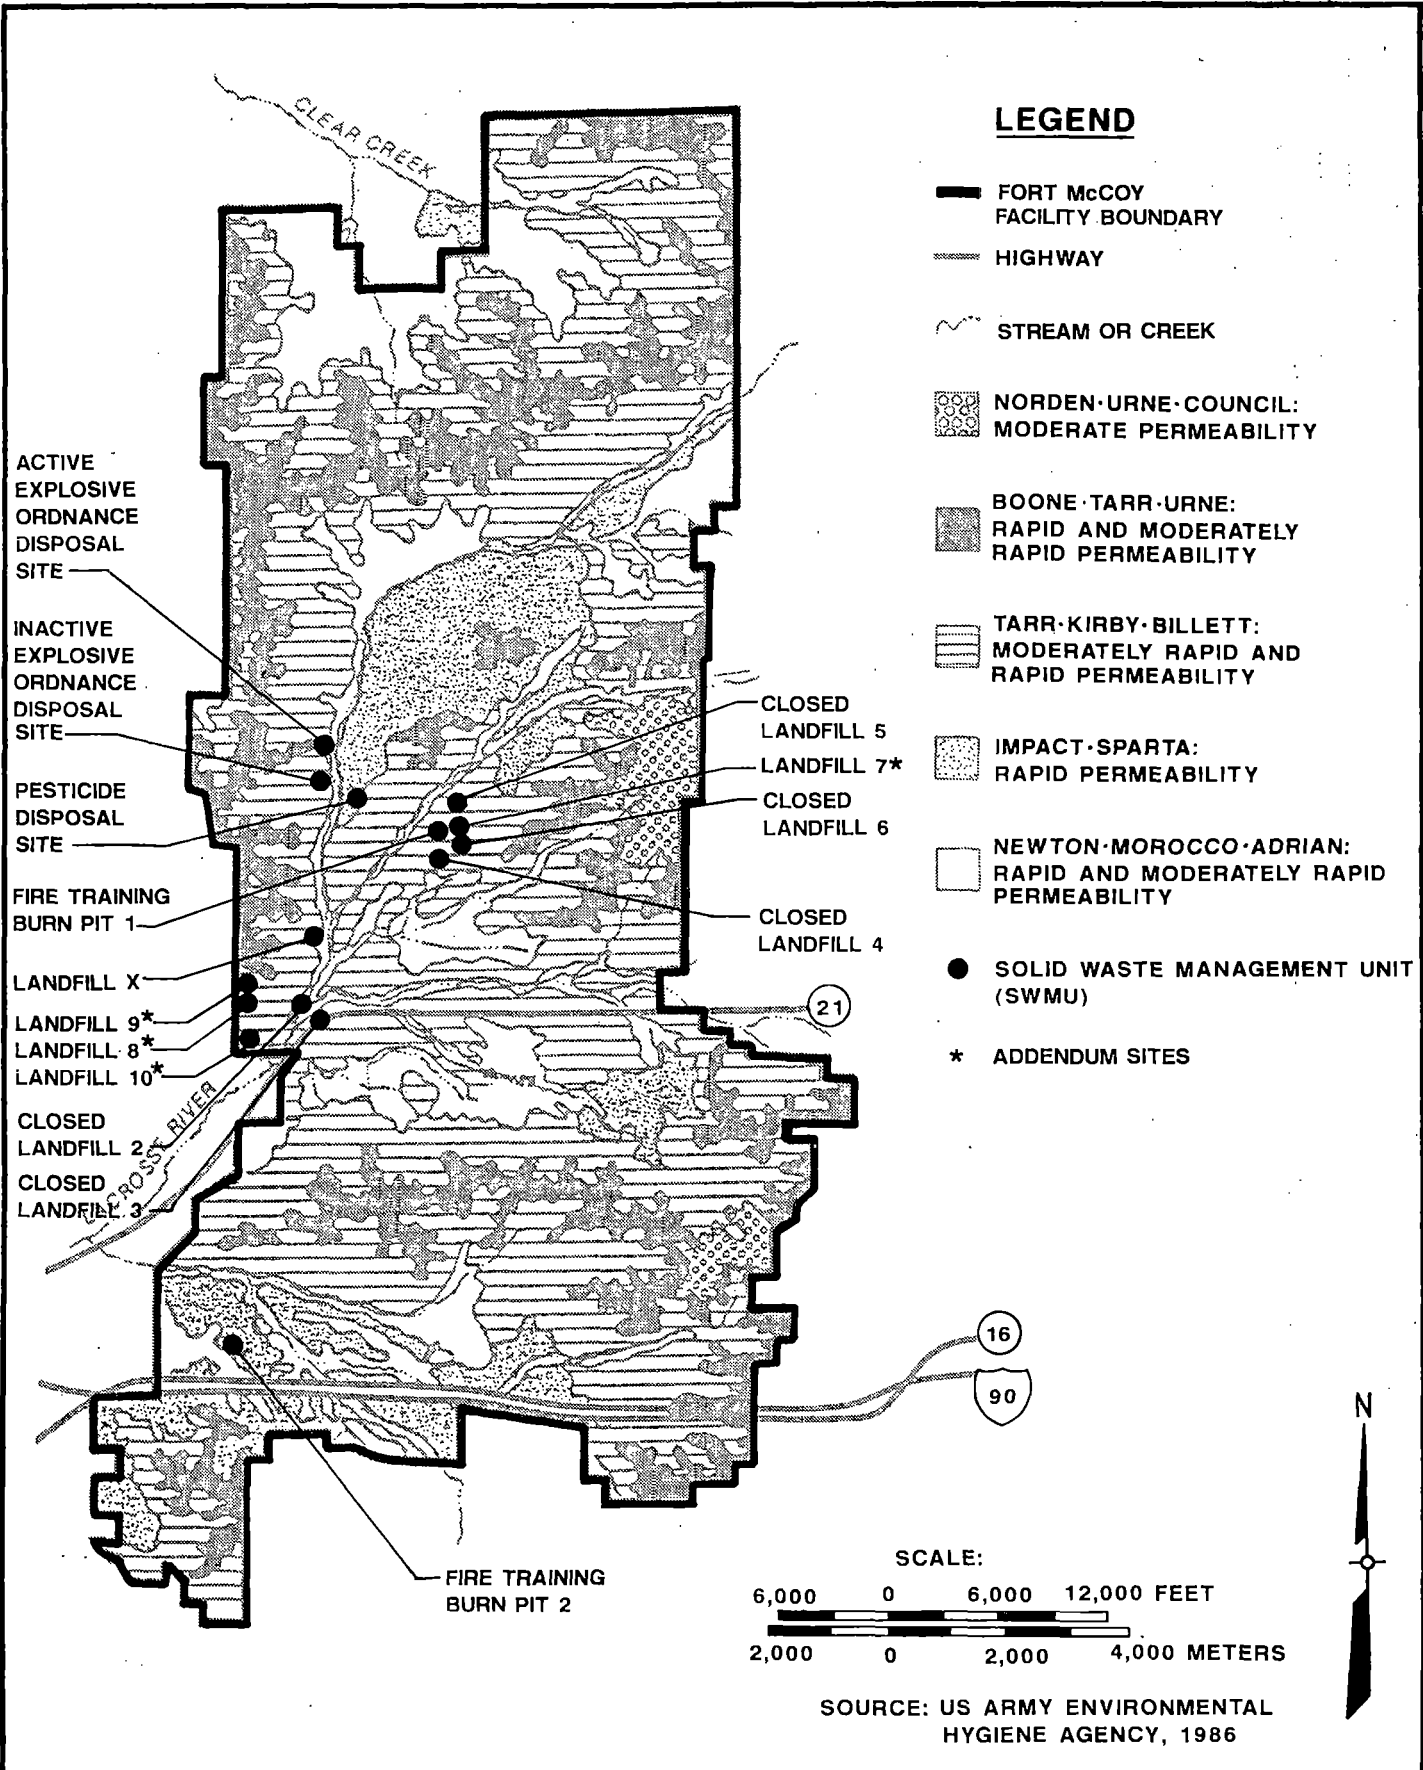 CLEAR CREEK
LEGEND
FORT McCOY
FACILITY BOUNDARY
HIGHWAY
STREAM OR CREEK
NORDEN·URNE·COUNCIL:
MODERATE PERMEABILITY
BOONE·TARR·URNE:
RAPID AND MODERATELY
RAPID PERMEABILITY
TARR·KIRBY·BILLETT:
MODERATELY RAPID AND
RAPID PERMEABILITY
IMPACT·SPARTA:
RAPID PERMEABILITY
NEWTON·MOROCCO·ADRIAN:
RAPID AND MODERATELY RAPID
PERMEABILITY
SOLID WASTE MANAGEMENT UNIT
(SWMU)
* ADDENDUM SITES
ACTIVE
EXPLOSIVE
ORDNANCE
DISPOSAL
SITE
INACTIVE
EXPLOSIVE
ORDNANCE
DISPOSAL
SITE
PESTICIDE
DISPOSAL
SITE
FIRE TRAINING
BURN PIT 1
LANDFILL X
LANDFILL 9*
LANDFILL 8*
LANDFILL 10*
CLOSED
LANDFILL 2
CLOSED
LANDFILL 3
CROSSE RIVER
CLOSED
LANDFILL 5
LANDFILL 7*
CLOSED
LANDFILL 6
CLOSED
LANDFILL 4
21
16
90
FIRE TRAINING
BURN PIT 2
N
SCALE:
6,000 0 6,000 12,000 FEET
2,000 0 2,000 4,000 METERS
SOURCE: US ARMY ENVIRONMENTAL
HYGIENE AGENCY, 1986